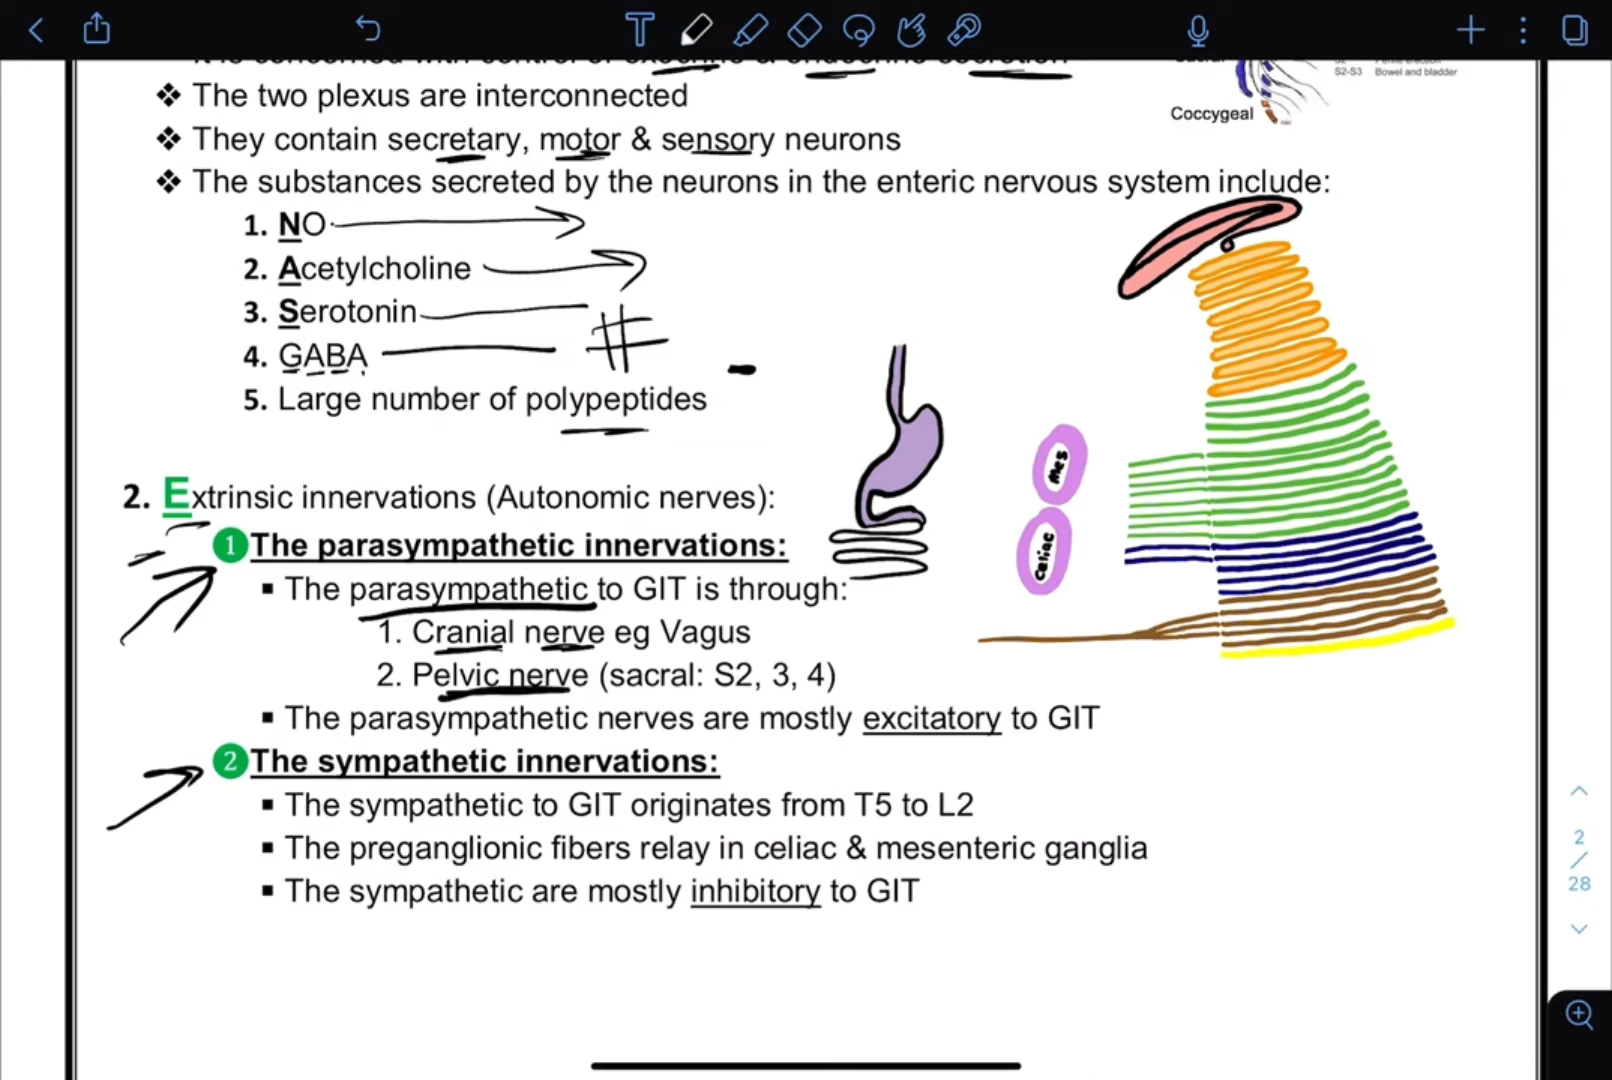 S2-S3 Bowel and bladder
❖ The two plexus are interconnected
Coccygeal
❖ They contain secretary, motor & sensory neurons
❖ The substances secreted by the neurons in the enteric nervous system include:
1. NO
2. Acetylcholine
3. Serotonin
4. GABA
5. Large number of polypeptides
Mes
2. Extrinsic innervations (Autonomic nerves):
Celiac
1 The parasympathetic innervations:
▪ The parasympathetic to GIT is through:
1. Cranial nerve eg Vagus
2. Pelvic nerve (sacral: S2, 3, 4)
▪ The parasympathetic nerves are mostly excitatory to GIT
2 The sympathetic innervations:
▪ The sympathetic to GIT originates from T5 to L2
▪ The preganglionic fibers relay in celiac & mesenteric ganglia
▪ The sympathetic are mostly inhibitory to GIT
2
/
28